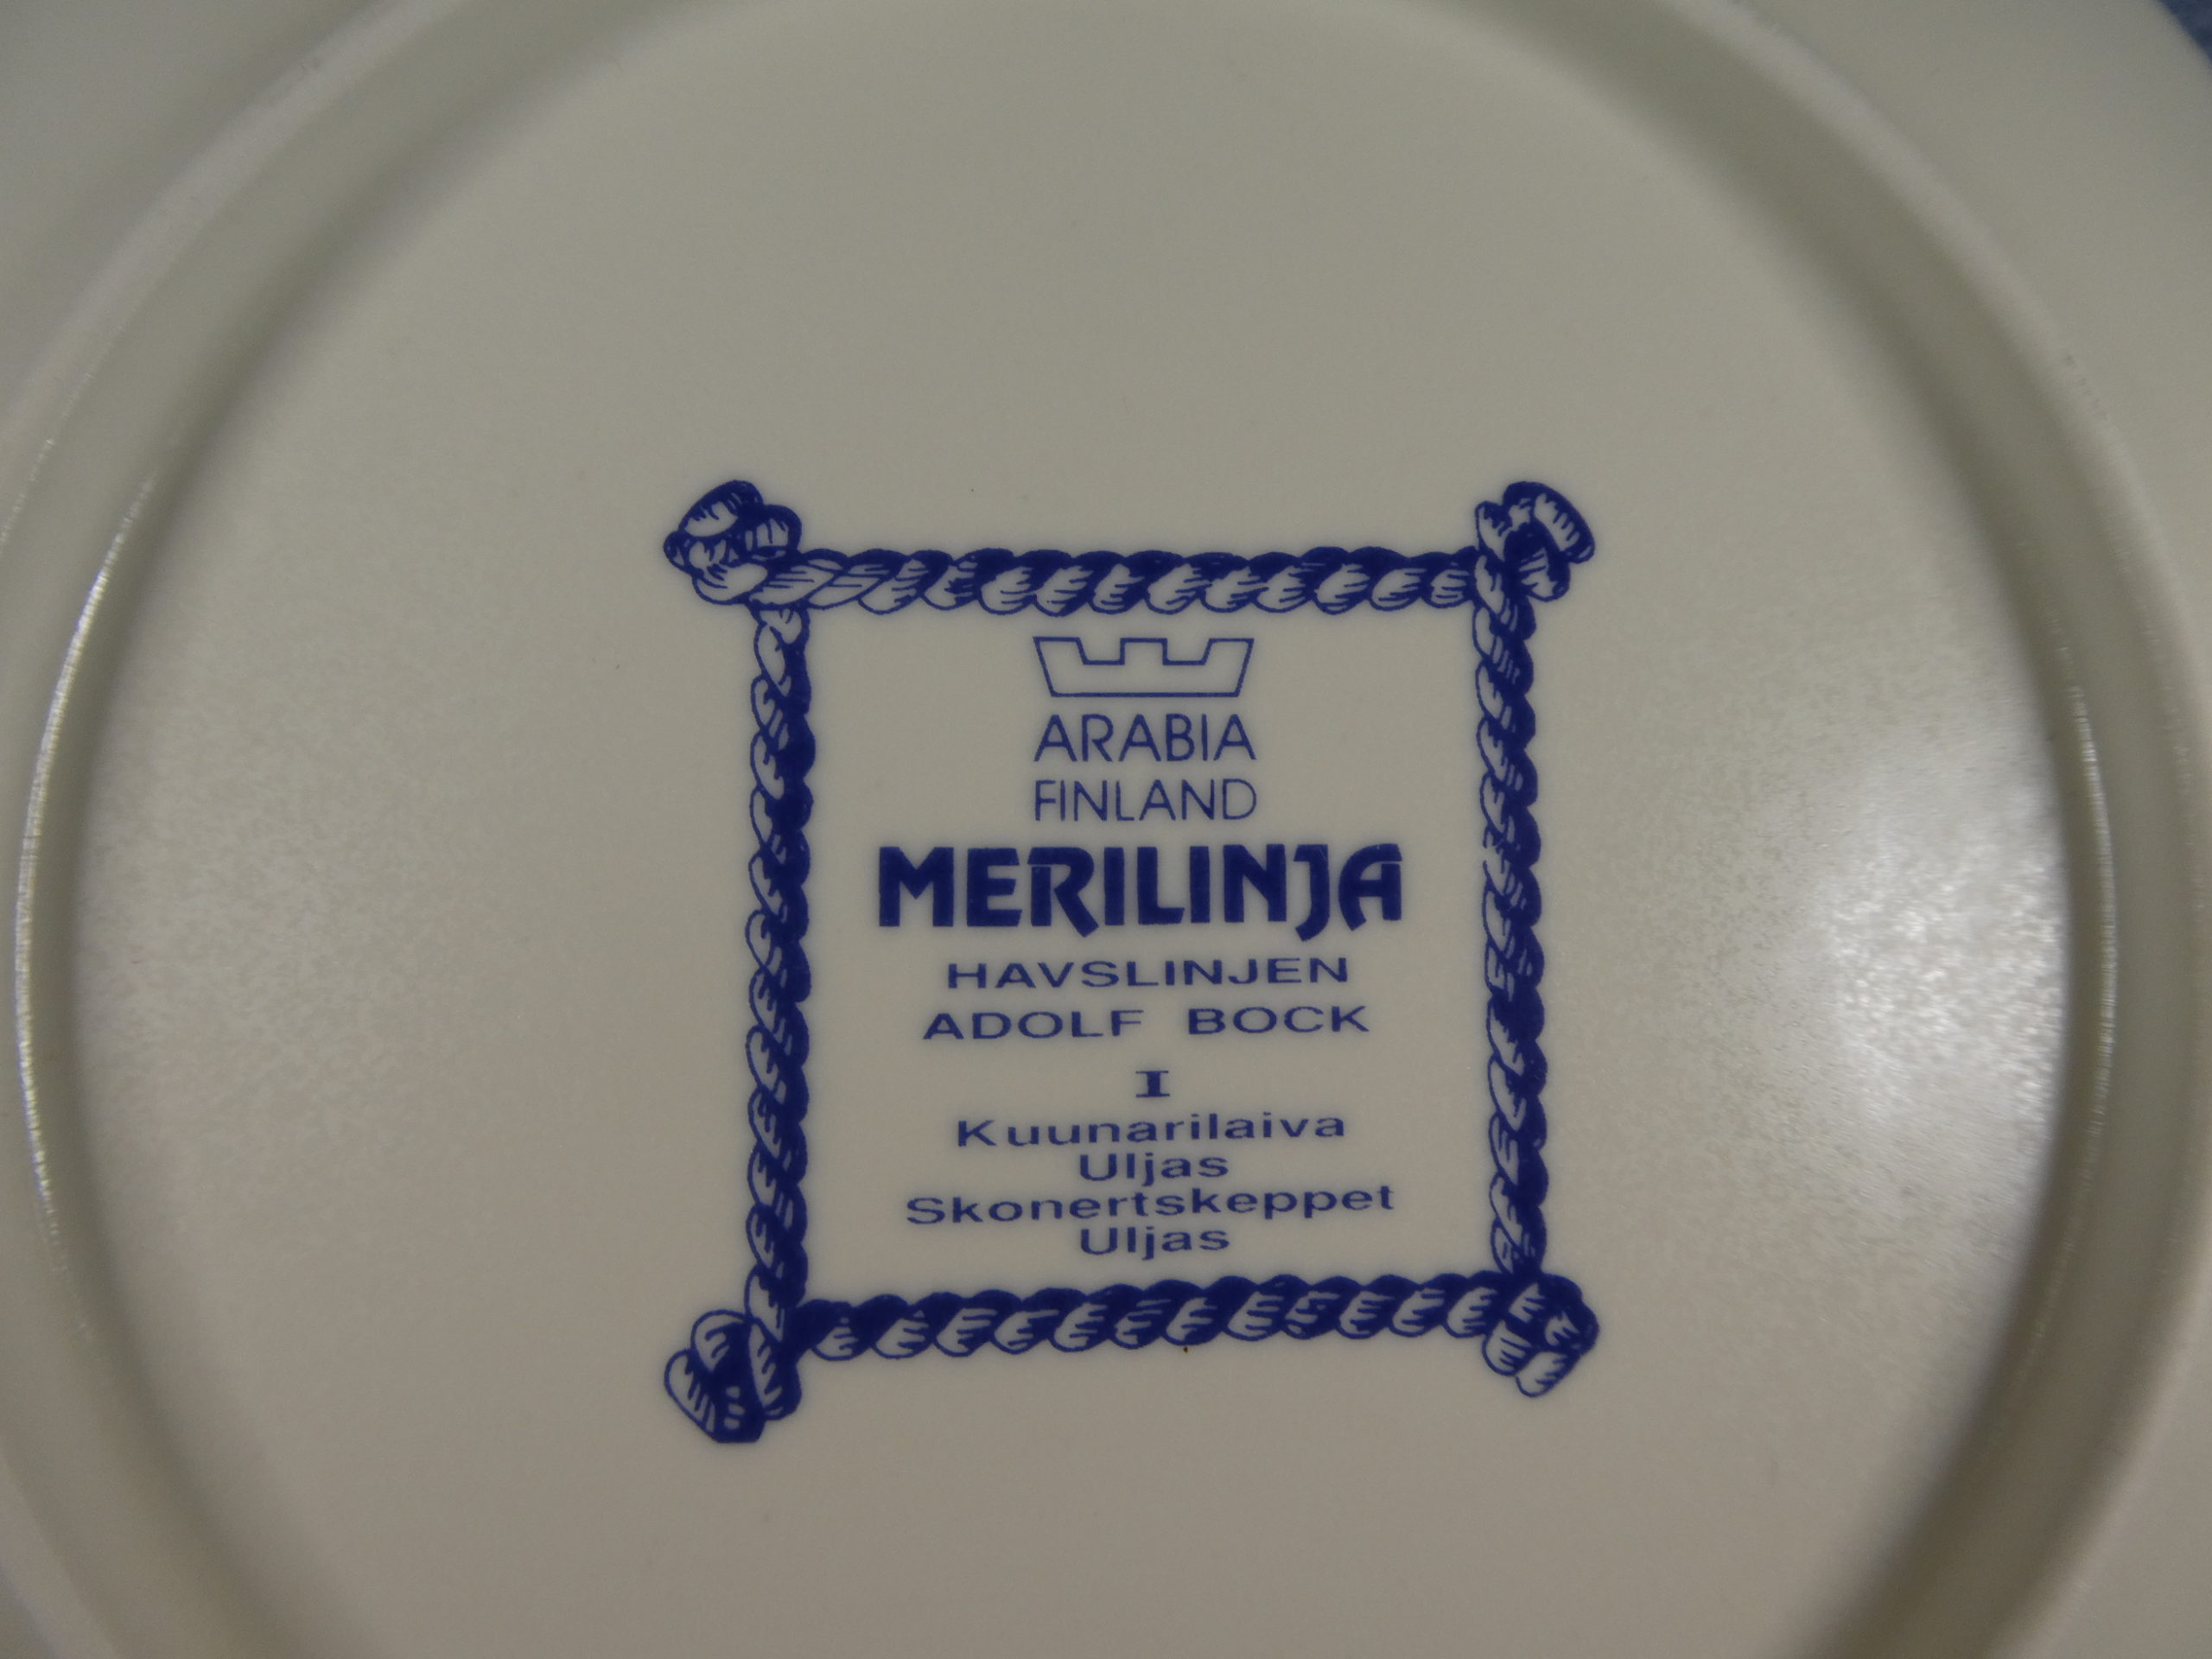 ARABIA
FINLAND
MERILINJA
HAVSLINJEN
ADOLF BOCK
I
Kuunarilaiva
Uljas
Skonertskeppet
Uljas